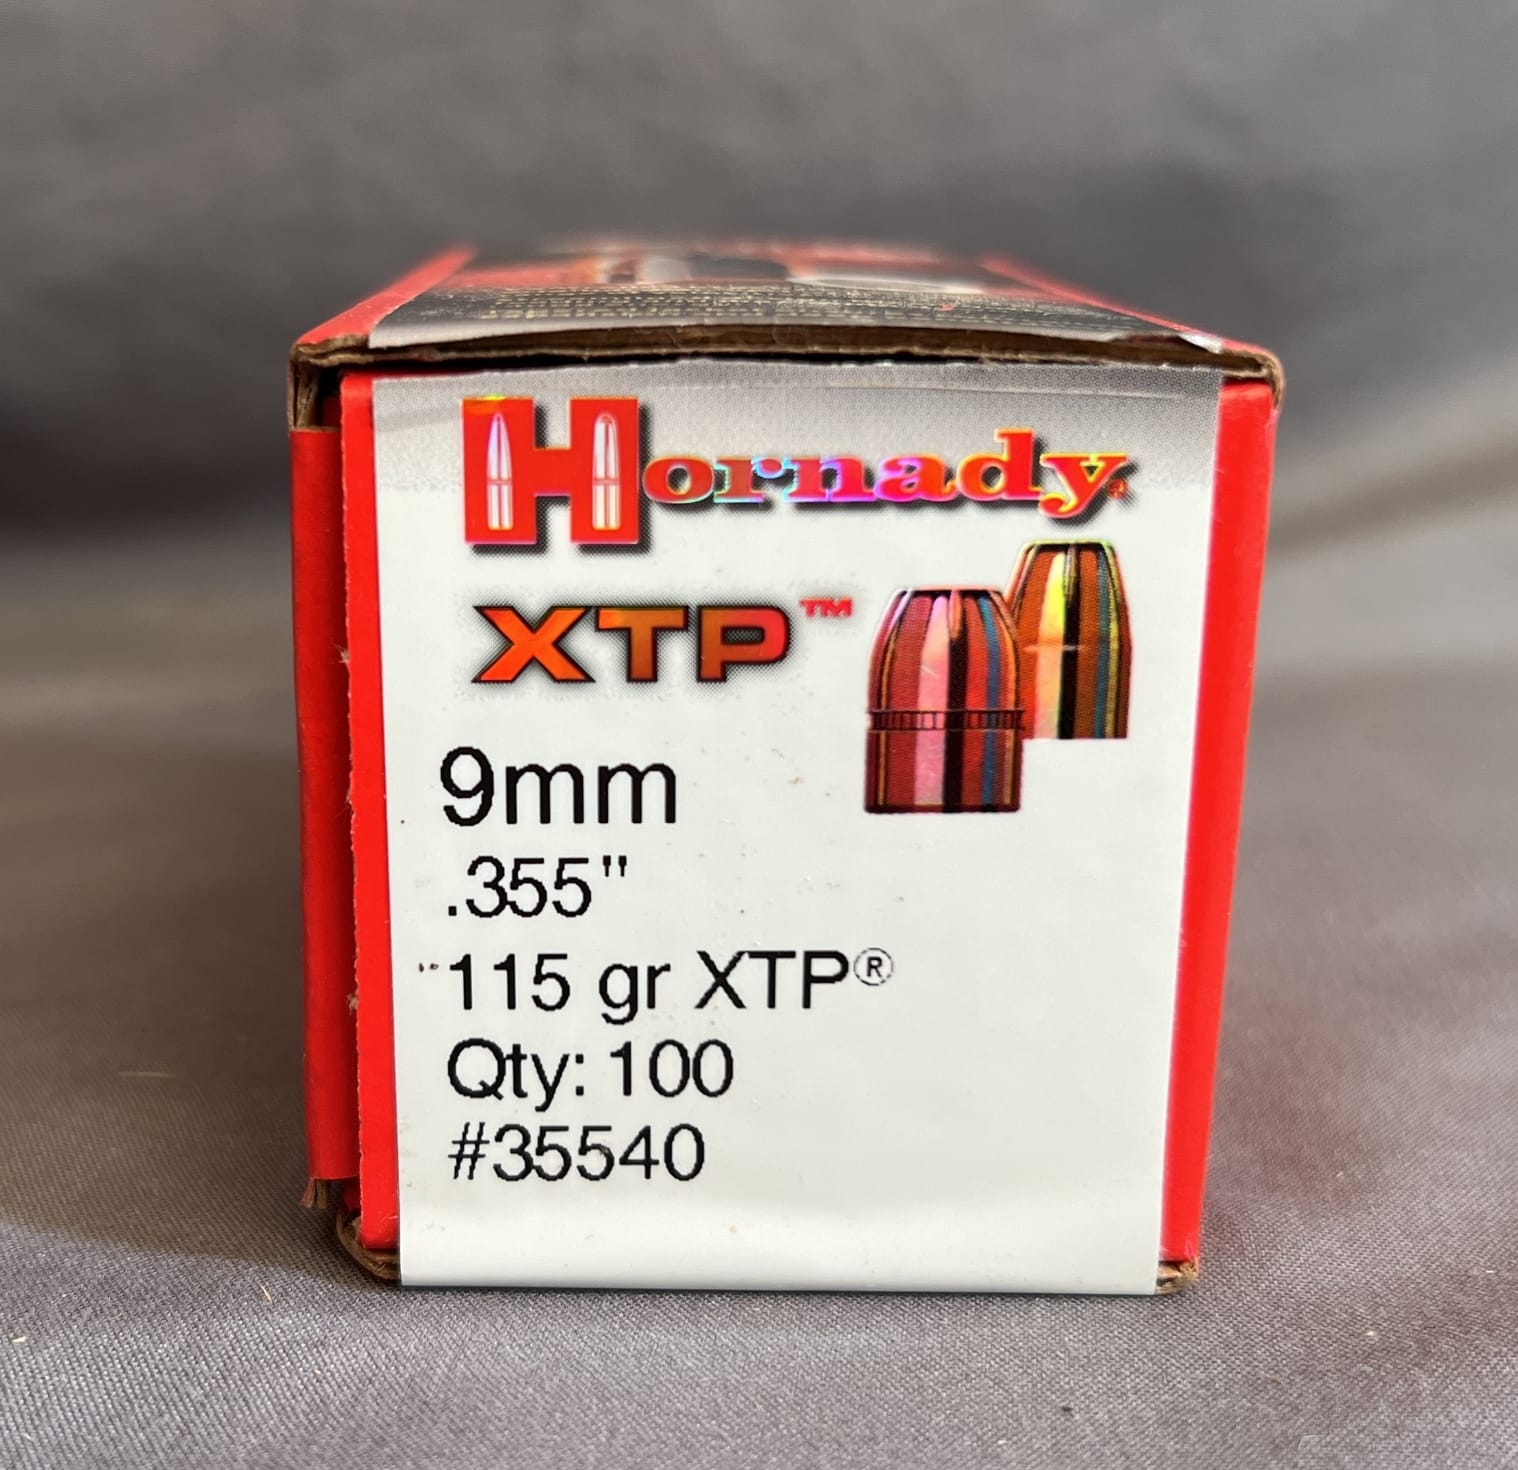 Hornady®
XTP™
9mm
.355"
115 gr XTP®
Qty: 100
#35540